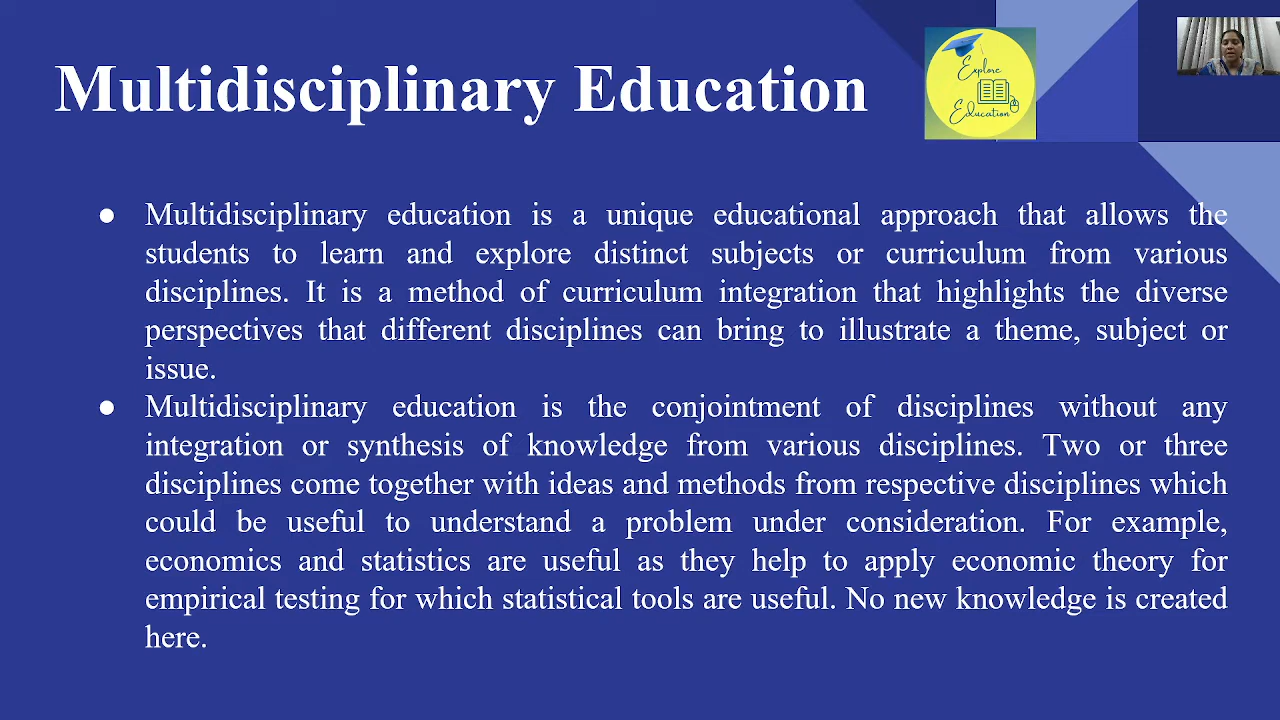 Multidisciplinary Education
Explore
Education
● Multidisciplinary education is a unique educational approach that allows the
students to learn and explore distinct subjects or curriculum from various
disciplines. It is a method of curriculum integration that highlights the diverse
perspectives that different disciplines can bring to illustrate a theme, subject or
issue.
● Multidisciplinary education is the conjointment of disciplines without any
integration or synthesis of knowledge from various disciplines. Two or three
disciplines come together with ideas and methods from respective disciplines which
could be useful to understand a problem under consideration. For example,
economics and statistics are useful as they help to apply economic theory for
empirical testing for which statistical tools are useful. No new knowledge is created
here.